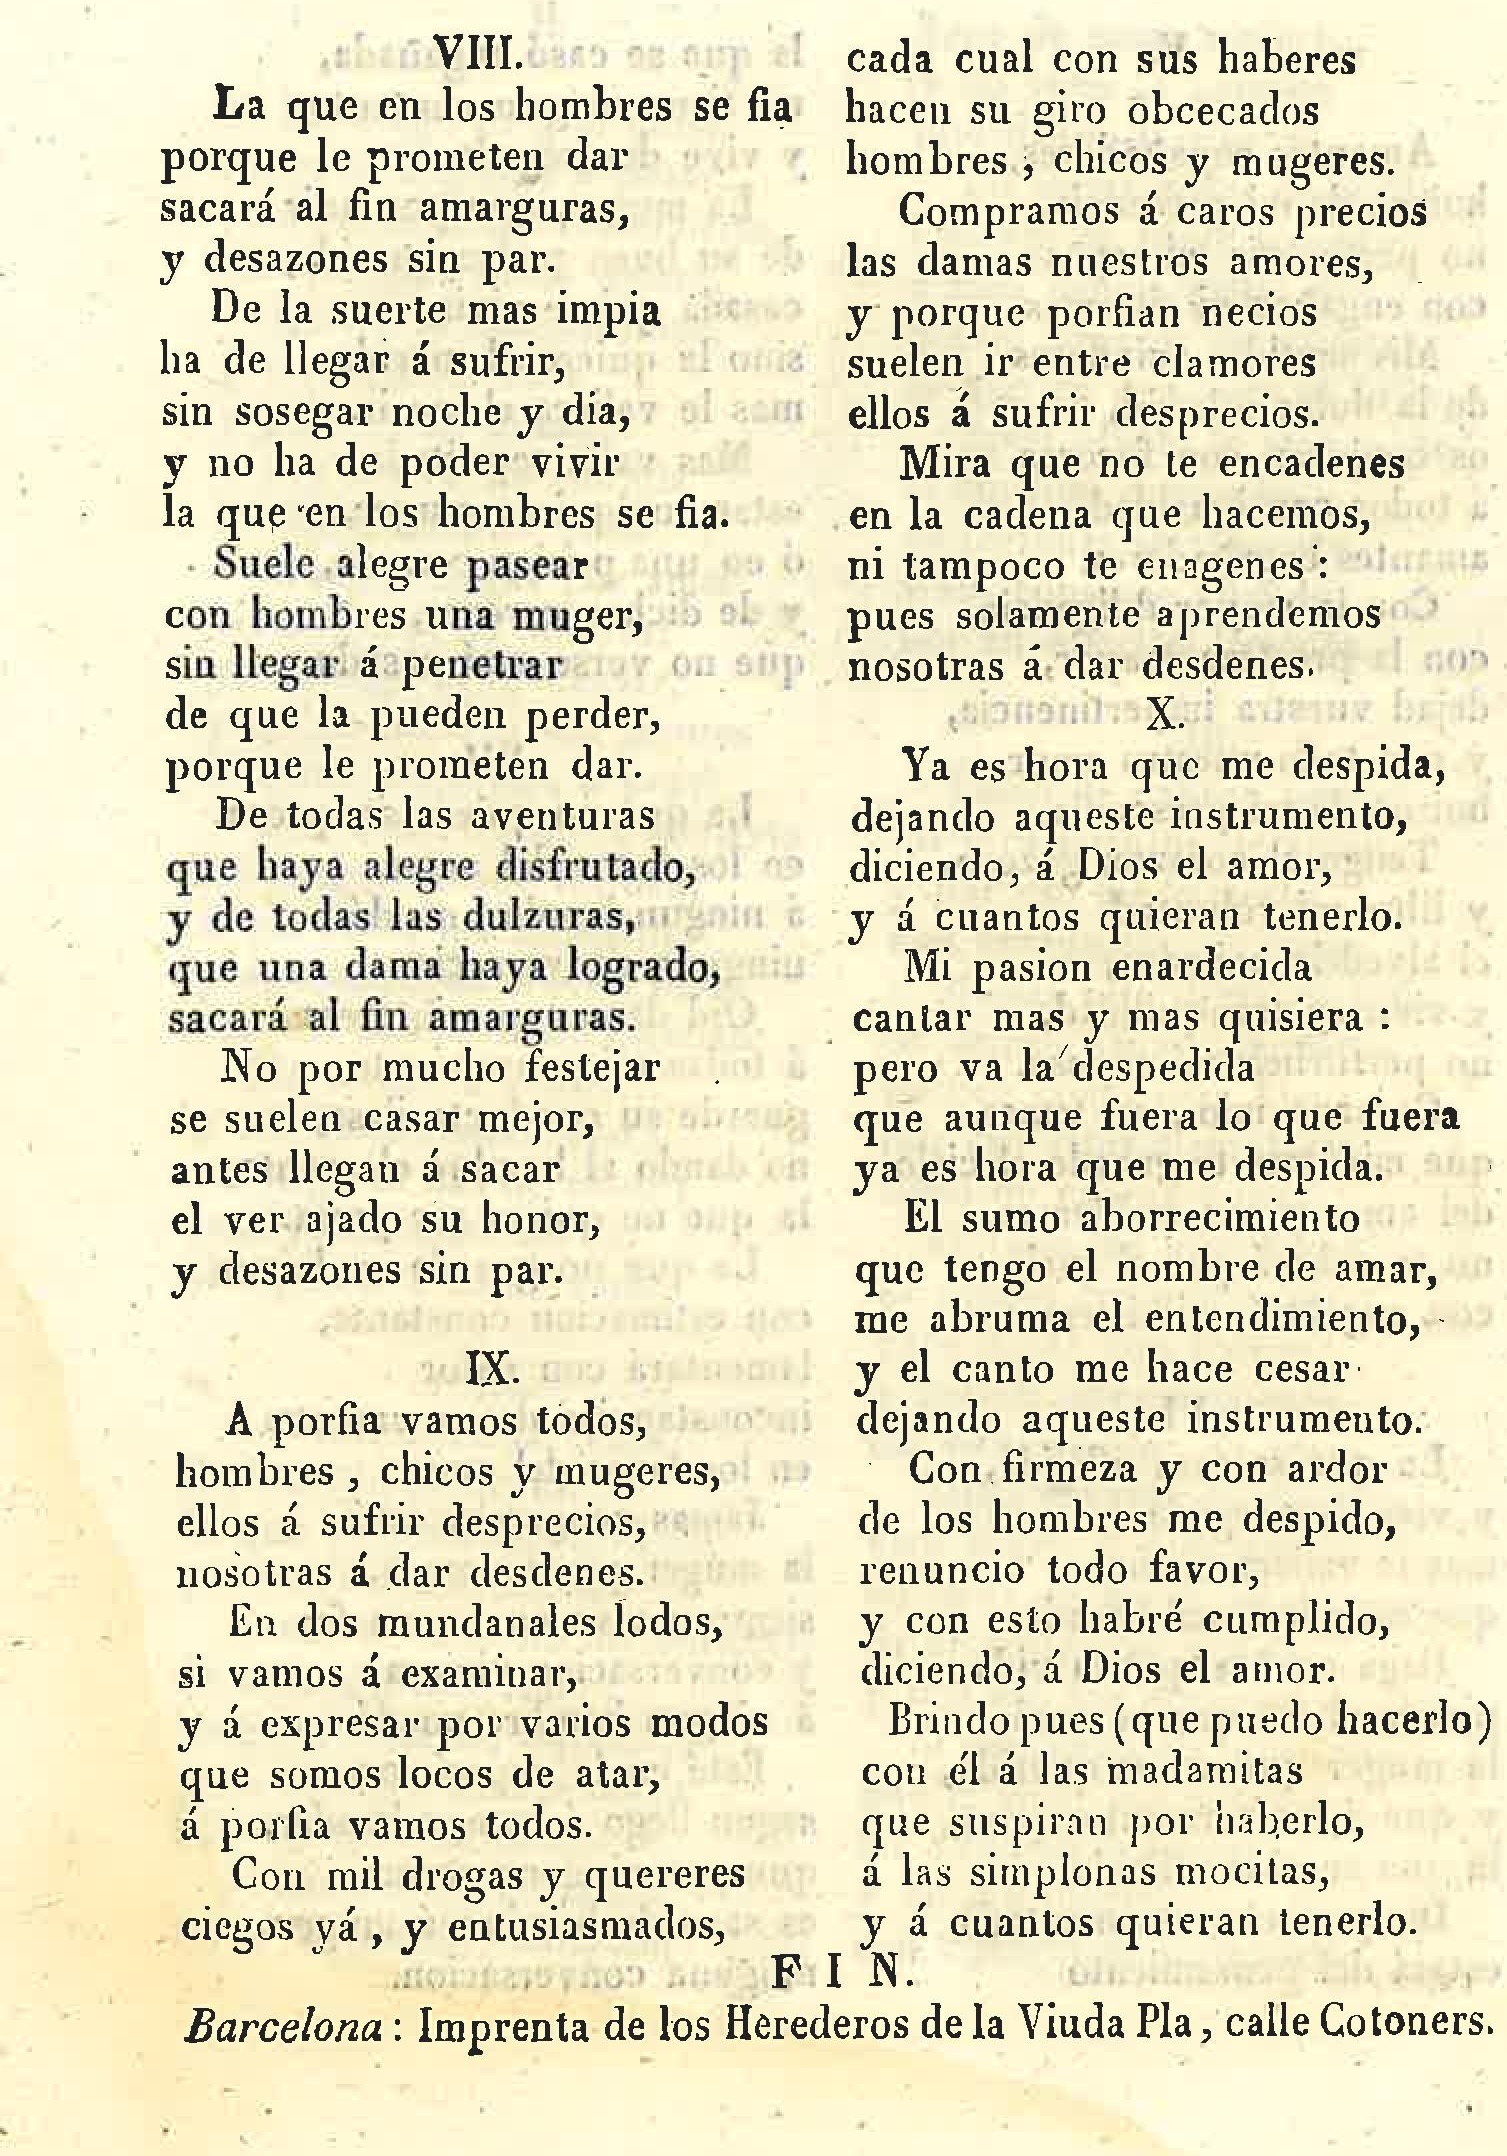 VIII.
La que en los hombres se fia
porque le prometen dar
sacará al fin amarguras,
y desazones sin par.
De la suerte mas impia
ha de llegar á sufrir,
sin sosegar noche y dia,
y no ha de poder vivir
la que en los hombres se fia.
Suele alegre pasear
con hombres una muger,
sin llegar á penetrar
de que la pueden perder,
porque le prometen dar.
De todas las aventuras
que haya alegre disfrutado,
y de todas las dulzuras,
que una dama haya logrado,
sacará al fin amarguras.
No por mucho festejar
se suelen casar mejor,
antes llegan á sacar
el ver ajado su honor,
y desazones sin par.
IX.
A porfia vamos todos,
hombres , chicos y mugeres,
ellos á sufrir desprecios,
nosotras á dar desdenes.
En dos mundanales lodos,
si vamos á examinar,
y á expresar por varios modos
que somos locos de atar,
á porfia vamos todos.
Con mil drogas y quereres
ciegos yá , y entusiasmados,
cada cual con sus haberes
hacen su giro obcecados
hombres , chicos y mugeres.
Compramos á caros precios
las damas nuestros amores,
y porque porfian necios
suelen ir entre clamores
ellos á sufrir desprecios.
Mira que no te encadenes
en la cadena que hacemos,
ni tampoco te enagenes :
pues solamente aprendemos
nosotras á dar desdenes.
X.
Ya es hora que me despida,
dejando aqueste instrumento,
diciendo, á Dios el amor,
y á cuantos quieran tenerlo.
Mi pasion enardecida
cantar mas y mas quisiera :
pero va la despedida
que aunque fuera lo que fuera
ya es hora que me despida.
El sumo aborrecimiento
que tengo el nombre de amar,
me abruma el entendimiento,
y el canto me hace cesar
dejando aqueste instrumento.
Con firmeza y con ardor
de los hombres me despido,
renuncio todo favor,
y con esto habré cumplido,
diciendo, á Dios el amor.
Brindo pues (que puedo hacerlo)
con él á las madamitas
que suspiran por haberlo,
á las simplonas mocitas,
y á cuantos quieran tenerlo.
FIN.
Barcelona : Imprenta de los Herederos de la Viuda Pla, calle Cotoners.